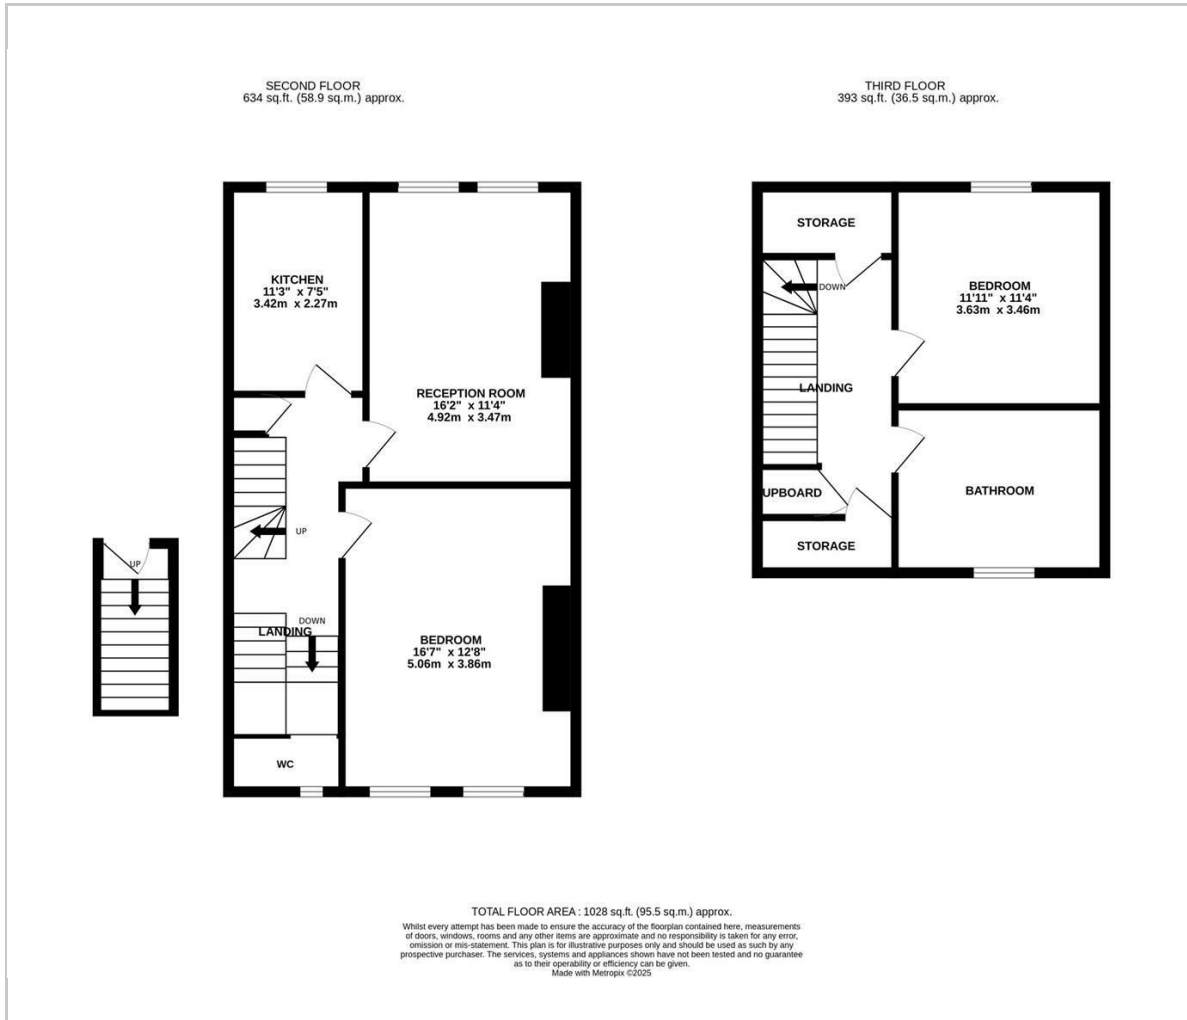 SECOND FLOOR
634 sq.ft. (58.9 sq.m.) approx.
THIRD FLOOR
393 sq.ft. (36.5 sq.m.) approx.
KITCHEN
11'3" x 7'5"
3.42m x 2.27m
RECEPTION ROOM
16'2" x 11'4"
4.92m x 3.47m
UP
UP
DOWN
LANDING
BEDROOM
16'7" x 12'8"
5.06m x 3.86m
WC
STORAGE
DOWN
BEDROOM
11'11" x 11'4"
3.63m x 3.46m
LANDING
UPBOARD
BATHROOM
STORAGE
TOTAL FLOOR AREA : 1028 sq.ft. (95.5 sq.m.) approx.
Whilst every attempt has been made to ensure the accuracy of the floorplan contained here, measurements
of doors, windows, rooms and any other items are approximate and no responsibility is taken for any error,
omission or mis-statement. This plan is for illustrative purposes only and should be used as such by any
prospective purchaser. The services, systems and appliances shown have not been tested and no guarantee
as to their operability or efficiency can be given.
Made with Metropix ©2025